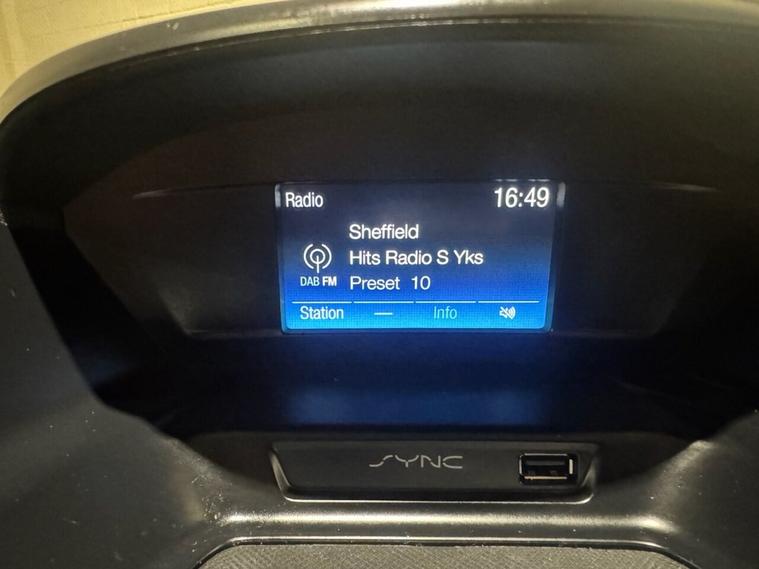 Radio 16:49
Sheffield
Hits Radio S Yks
DAB FM Preset 10
Station — Info
SYNC